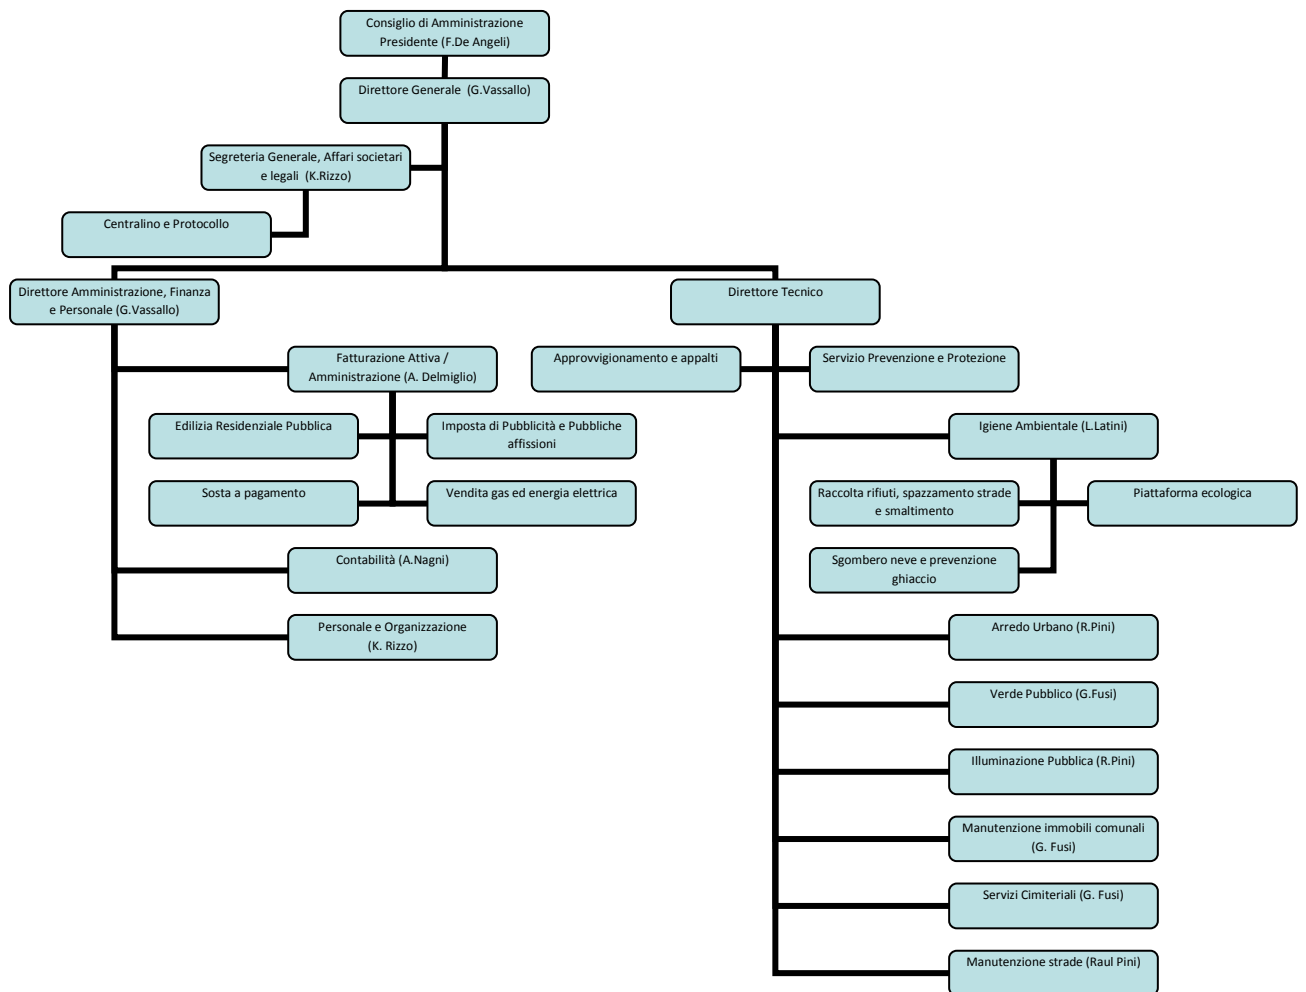 Consiglio di Amministrazione
Presidente (F.De Angeli)
Direttore Generale  (G.Vassallo)
Segreteria Generale, Affari societari
e legali  (K.Rizzo)
Centralino e Protocollo
Direttore Amministrazione, Finanza
e Personale (G.Vassallo)
Direttore Tecnico
Fatturazione Attiva /
Amministrazione (A. Delmiglio)
Edilizia Residenziale Pubblica
Imposta di Pubblicità e Pubbliche
affissioni
Sosta a pagamento
Vendita gas ed energia elettrica
Contabilità (A.Nagni)
Personale e Organizzazione
(K. Rizzo)
Approvvigionamento e appalti
Servizio Prevenzione e Protezione
Igiene Ambientale (L.Latini)
Raccolta rifiuti, spazzamento strade
e smaltimento
Piattaforma ecologica
Sgombero neve e prevenzione
ghiaccio
Arredo Urbano (R.Pini)
Verde Pubblico (G.Fusi)
Illuminazione Pubblica (R.Pini)
Manutenzione immobili comunali
(G. Fusi)
Servizi Cimiteriali (G. Fusi)
Manutenzione strade (Raul Pini)